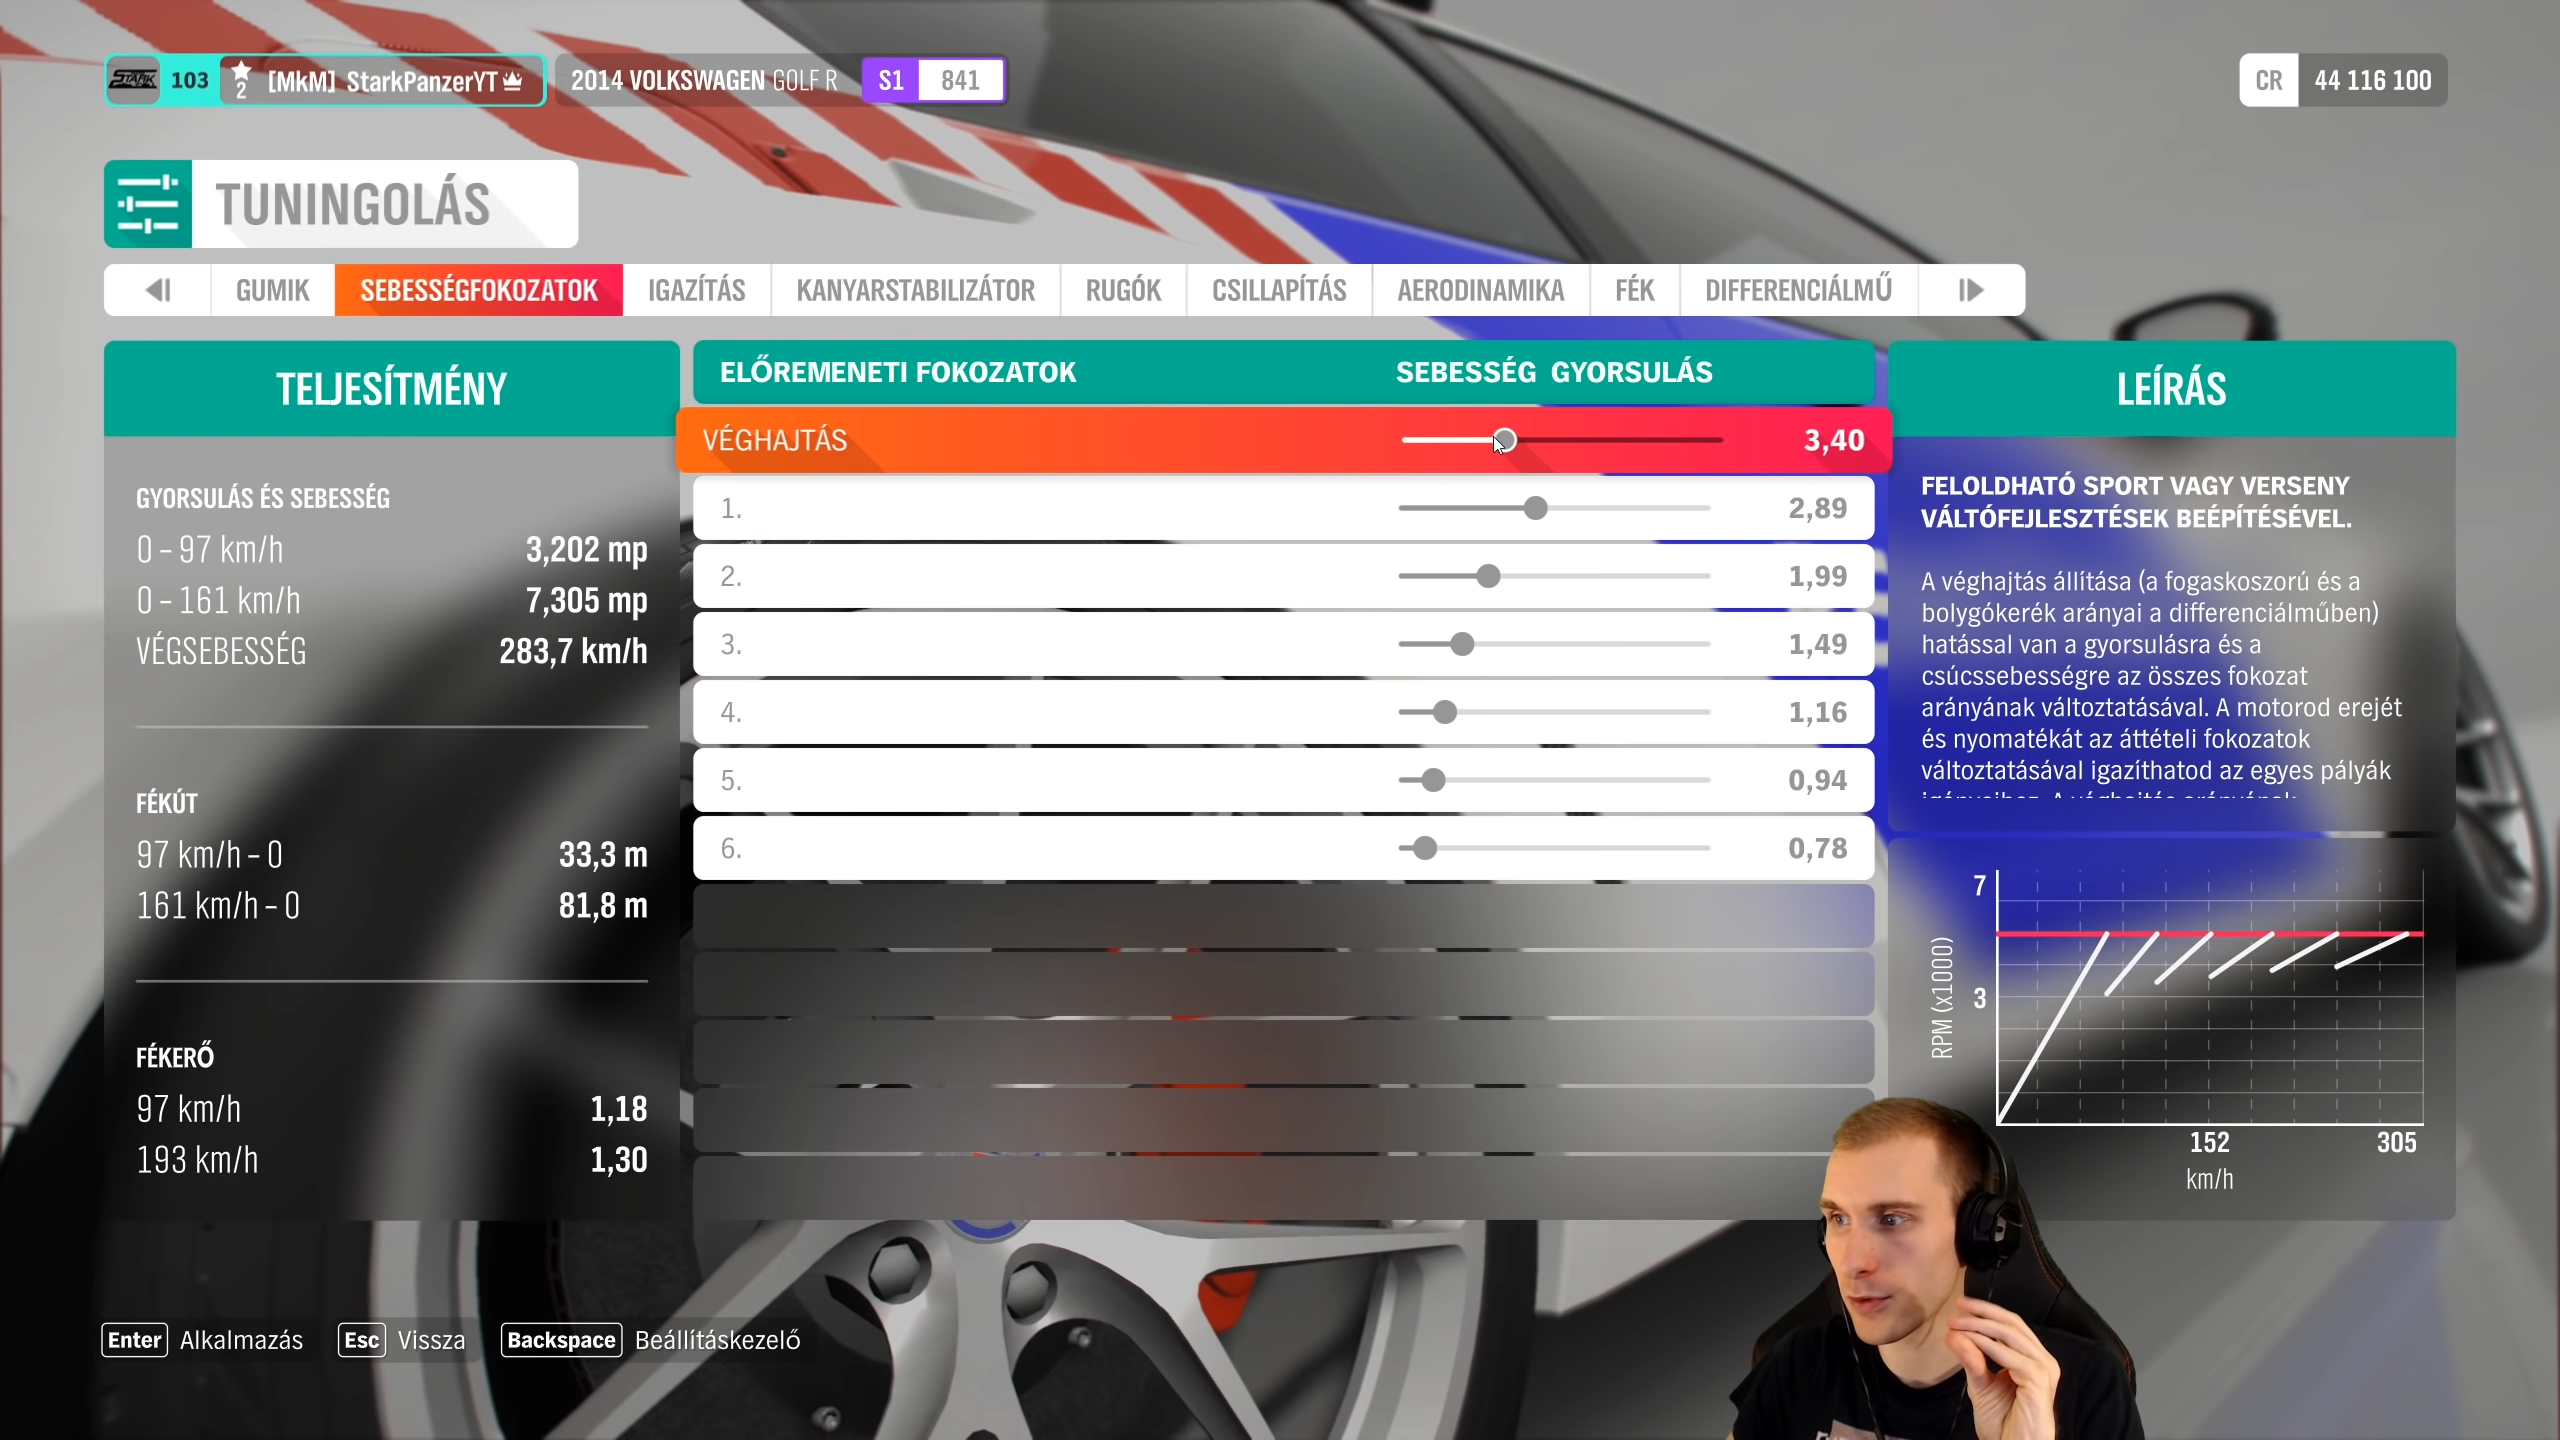 STARK 103 2 [MkM] StarkPanzerYT 2014 VOLKSWAGEN GOLF R S1 841 CR 44 116 100
TUNINGOLÁS
GUMIK SEBESSÉGFOKOZATOK IGAZÍTÁS KANYARSTABILIZÁTOR RUGÓK CSILLAPÍTÁS AERODINAMIKA FÉK DIFFERENCIÁLMŰ
TELJESÍTMÉNY
GYORSULÁS ÉS SEBESSÉG
0 – 97 km/h 3,202 mp
0 – 161 km/h 7,305 mp
VÉGSEBESSÉG 283,7 km/h
FÉKÚT
97 km/h – 0 33,3 m
161 km/h – 0 81,8 m
FÉKERŐ
97 km/h 1,18
193 km/h 1,30
ELŐREMENETI FOKOZATOK SEBESSÉG GYORSULÁS
VÉGHAJTÁS 3,40
1. 2,89
2. 1,99
3. 1,49
4. 1,16
5. 0,94
6. 0,78
LEÍRÁS
FELOLDHATÓ SPORT VAGY VERSENY
VÁLTÓFEJLESZTÉSEK BEÉPÍTÉSÉVEL.
A véghajtás állítása (a fogaskoszorú és a
bolygókerék arányai a differenciálműben)
hatással van a gyorsulásra és a
csúcssebességre az összes fokozat
arányának változtatásával. A motorod erejét
és nyomatékát az áttételi fokozatok
változtatásával igazíthatod az egyes pályák
7
3
RPM (x1000)
152 305
km/h
Enter Alkalmazás Esc Vissza Backspace Beállításkezelő